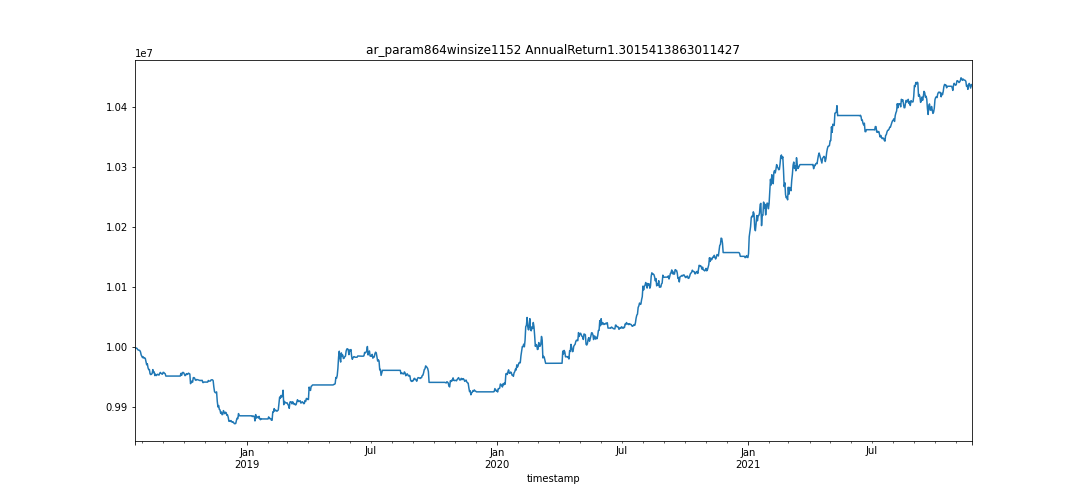 ar_param864winsize1152 AnnualReturn1.3015413863011427
1e7
1.04
1.03
1.02
1.01
1.00
0.99
Jan Jul Jan Jul Jan Jul
2019 2020 2021
timestamp